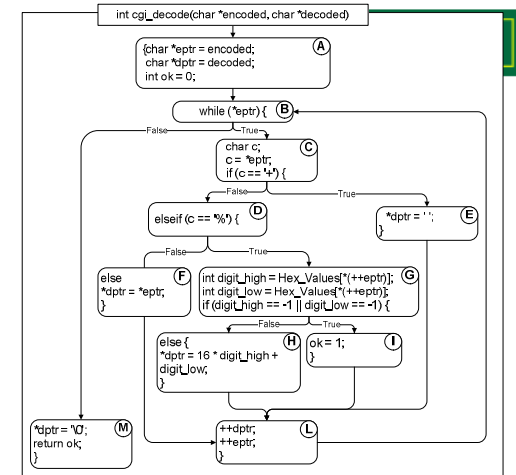 int cgi_decode(char *encoded, char *decoded)
A
{char *eptr = encoded;
char *dptr = decoded;
int ok = 0;
B
while (*eptr) {
False
True
C
char c;
c = *eptr;
if (c == '+') {
False
True
D
elseif (c == '%') {
E
*dptr = ' ';
}
False
True
F
else
*dptr = *eptr;
}
G
int digit_high = Hex_Values[*(++eptr)];
int digit_low = Hex_Values[*(++eptr)];
if (digit_high == -1 || digit_low == -1) {
False
True
H
else {
*dptr = 16 * digit_high +
digit_low;
}
I
ok = 1;
}
M
*dptr = '\0';
return ok;
}
L
++dptr;
++eptr;
}